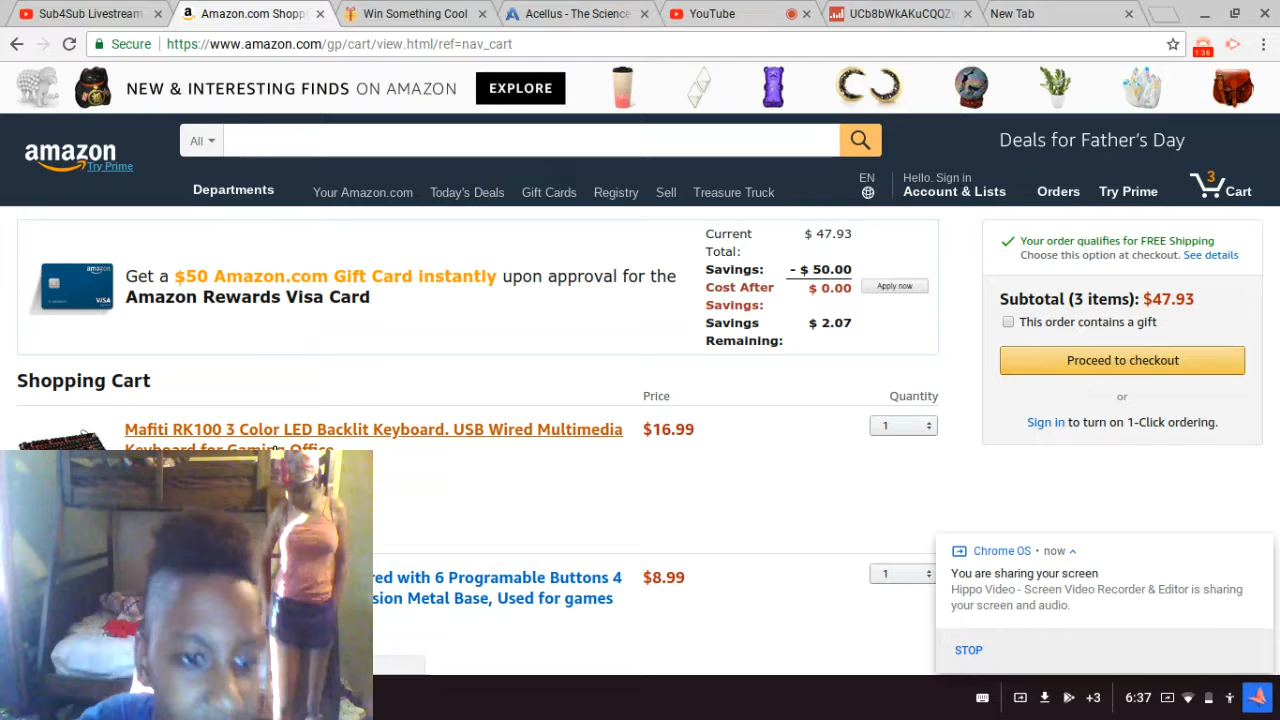 Sub4Sub Livestream
Amazon.com Shopp
Win Something Cool
Acellus - The Science
YouTube
UCb8bWkAKuCQQZ
New Tab
Secure
https://www.amazon.com/gp/cart/view.html/ref=nav_cart
1:36
NEW & INTERESTING FINDS ON AMAZON
EXPLORE
amazon
Try Prime
All
Deals for Father's Day
Departments
Your Amazon.com
Today's Deals
Gift Cards
Registry
Sell
Treasure Truck
EN
Hello. Sign in
Account & Lists
Orders
Try Prime
3
Cart
amazon
VISA
Get a $50 Amazon.com Gift Card instantly upon approval for the
Amazon Rewards Visa Card
Current Total: $ 47.93
Savings: - $ 50.00
Cost After Savings: $ 0.00
Savings Remaining: $ 2.07
Apply now
Your order qualifies for FREE Shipping
Choose this option at checkout. See details
Subtotal (3 items): $47.93
This order contains a gift
Proceed to checkout
or
Sign in to turn on 1-Click ordering.
Shopping Cart
Price
Quantity
Mafiti RK100 3 Color LED Backlit Keyboard. USB Wired Multimedia
Keyboard for Gaming Office
$16.99
1
red with 6 Programable Buttons 4
sion Metal Base, Used for games
$8.99
1
Chrome OS • now
You are sharing your screen
Hippo Video - Screen Video Recorder & Editor is sharing
your screen and audio.
STOP
+3
6:37